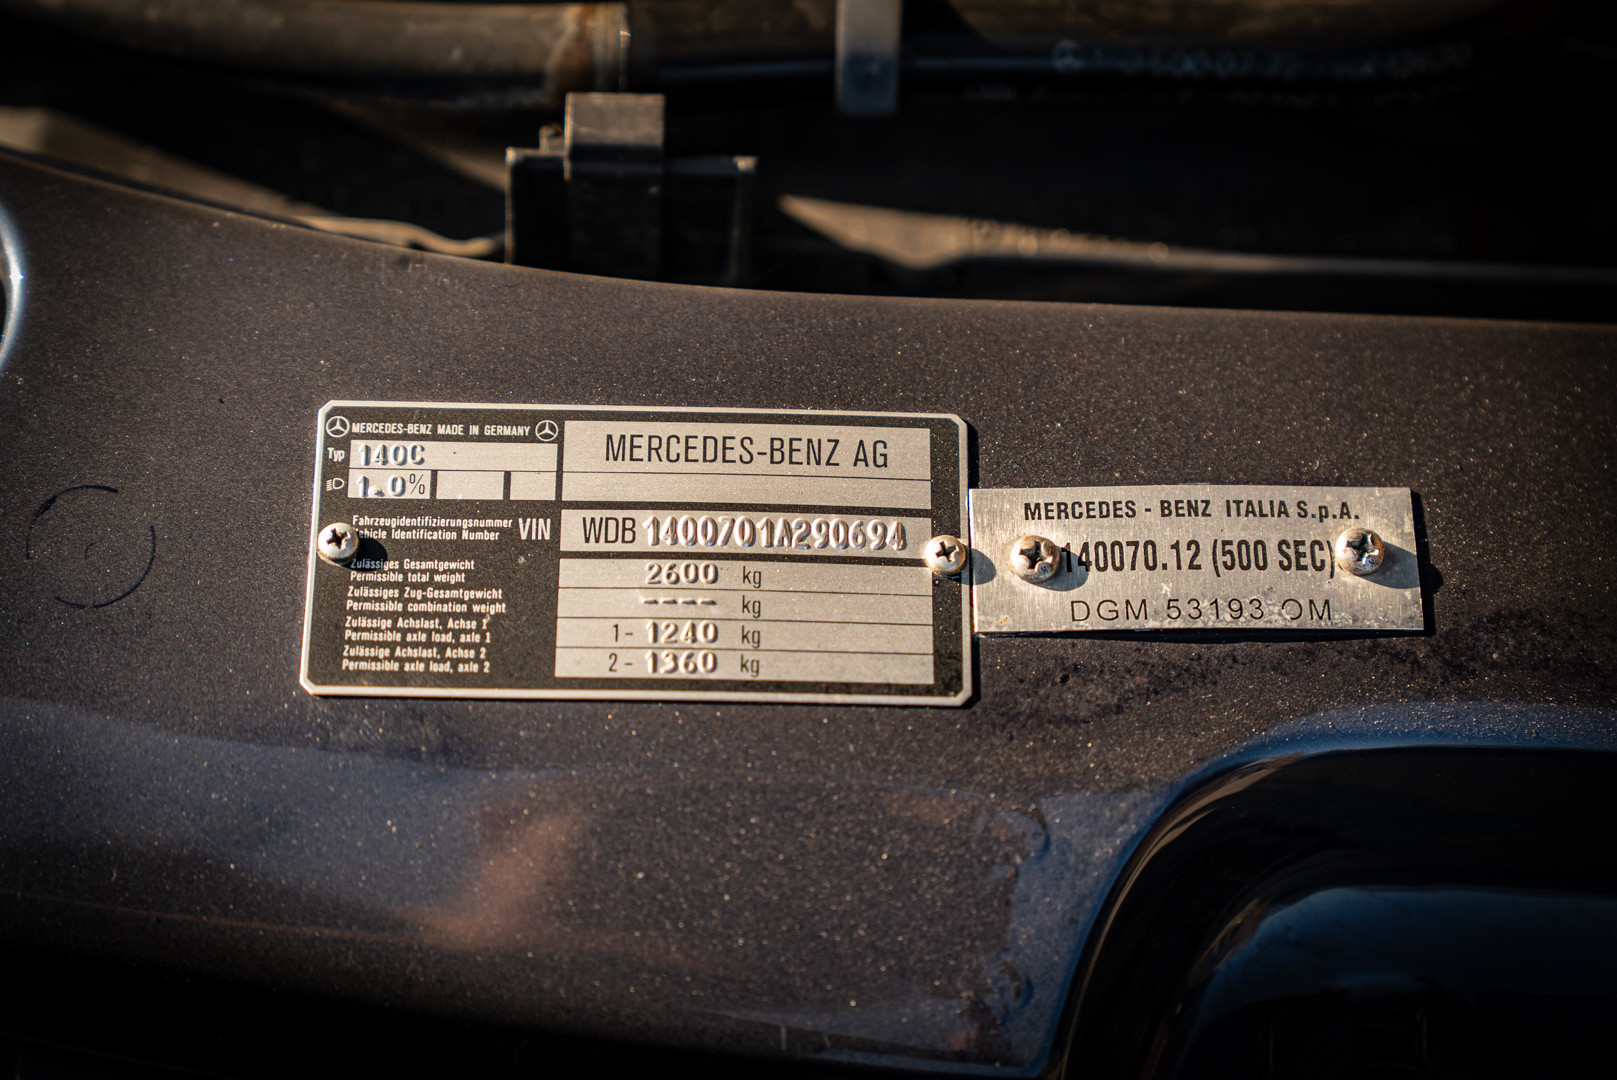 MERCEDES-BENZ MADE IN GERMANY
Typ 140C
1.0%
MERCEDES-BENZ AG
Fahrzeugidentifizierungsnummer
Vehicle Identification Number
VIN
WDB 1400701A290694
Zulässiges Gesamtgewicht
Permissible total weight
2600 kg
Zulässiges Zug-Gesamtgewicht
Permissible combination weight
---- kg
Zulässige Achslast, Achse 1
Permissible axle load, axle 1
1 - 1240 kg
Zulässige Achslast, Achse 2
Permissible axle load, axle 2
2 - 1360 kg
MERCEDES - BENZ ITALIA S.p.A.
140070.12 (500 SEC)
DGM 53193 OM